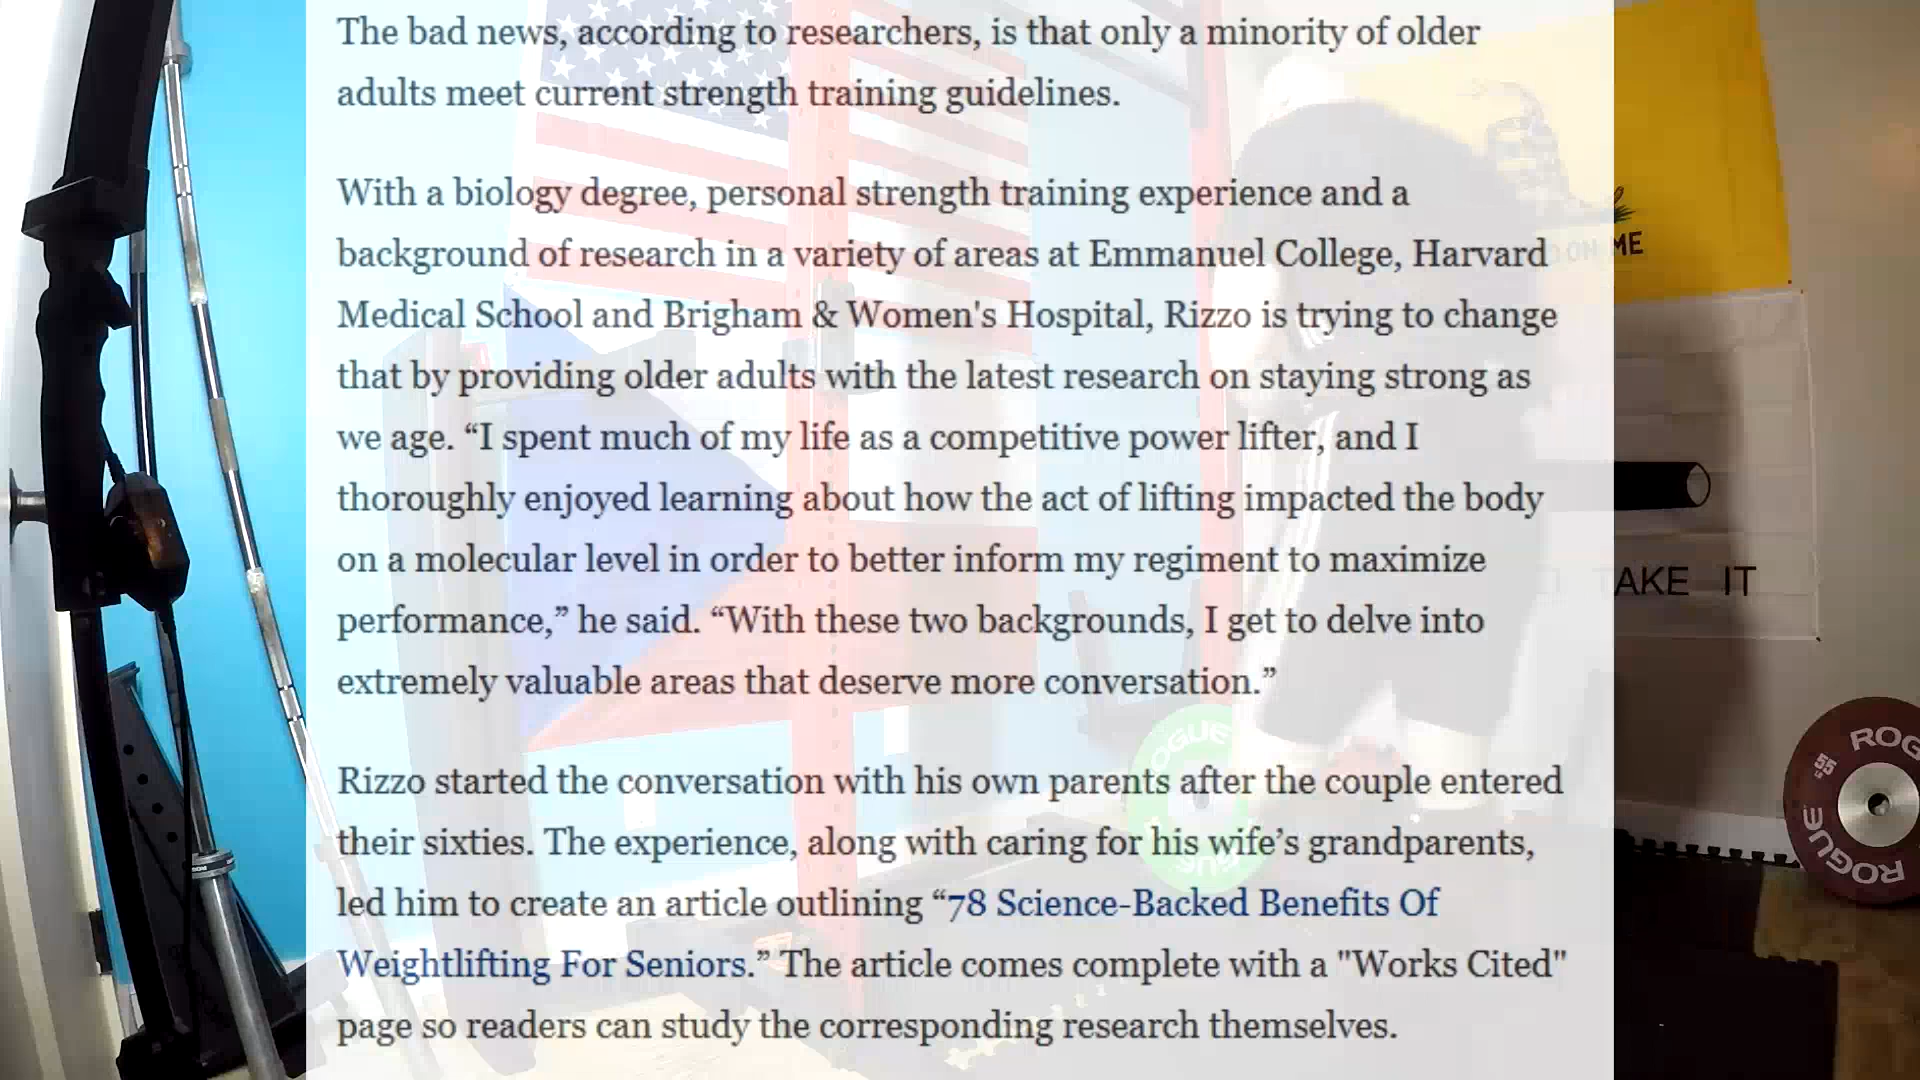 The bad news, according to researchers, is that only a minority of older
adults meet current strength training guidelines.
With a biology degree, personal strength training experience and a
background of research in a variety of areas at Emmanuel College, Harvard
Medical School and Brigham & Women's Hospital, Rizzo is trying to change
that by providing older adults with the latest research on staying strong as
we age. “I spent much of my life as a competitive power lifter, and I
thoroughly enjoyed learning about how the act of lifting impacted the body
on a molecular level in order to better inform my regiment to maximize
performance,” he said. “With these two backgrounds, I get to delve into
extremely valuable areas that deserve more conversation.”
Rizzo started the conversation with his own parents after the couple entered
their sixties. The experience, along with caring for his wife’s grandparents,
led him to create an article outlining “78 Science-Backed Benefits Of
Weightlifting For Seniors.” The article comes complete with a "Works Cited"
page so readers can study the corresponding research themselves.
ON ME
TAKE IT
ROGUE
ROGUE
ROG
55
ROGUE